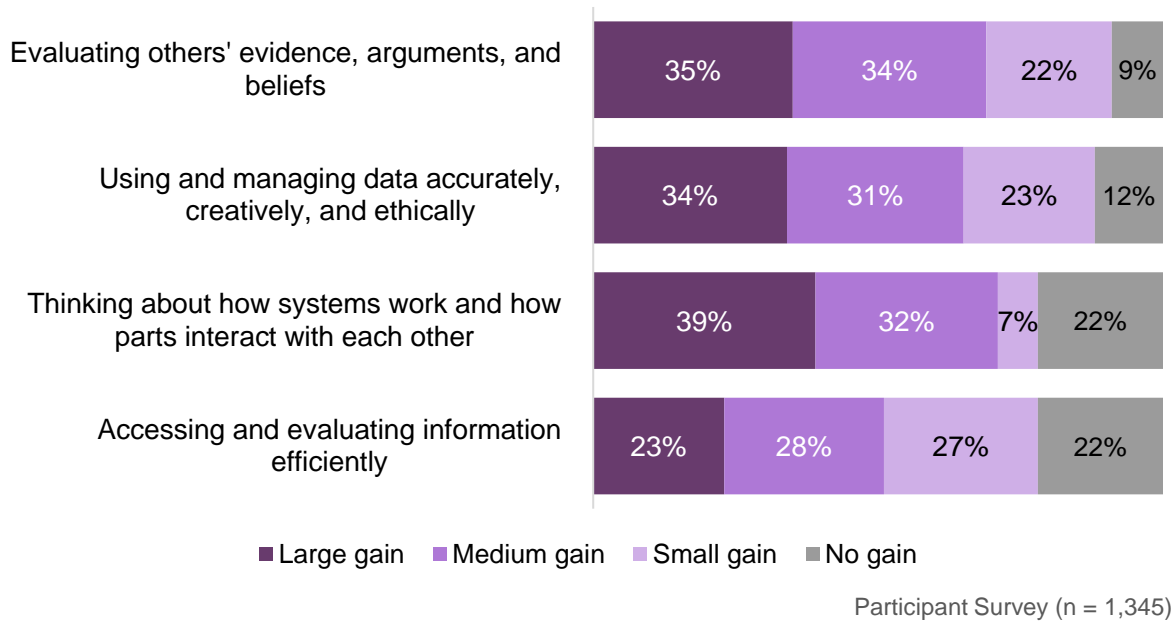 Evaluating others' evidence, arguments, and
beliefs
35% 34% 22% 9%
Using and managing data accurately,
creatively, and ethically
34% 31% 23% 12%
Thinking about how systems work and how
parts interact with each other
39% 32% 7% 22%
Accessing and evaluating information
efficiently
23% 28% 27% 22%
Large gain Medium gain Small gain No gain
Participant Survey (n = 1,345)